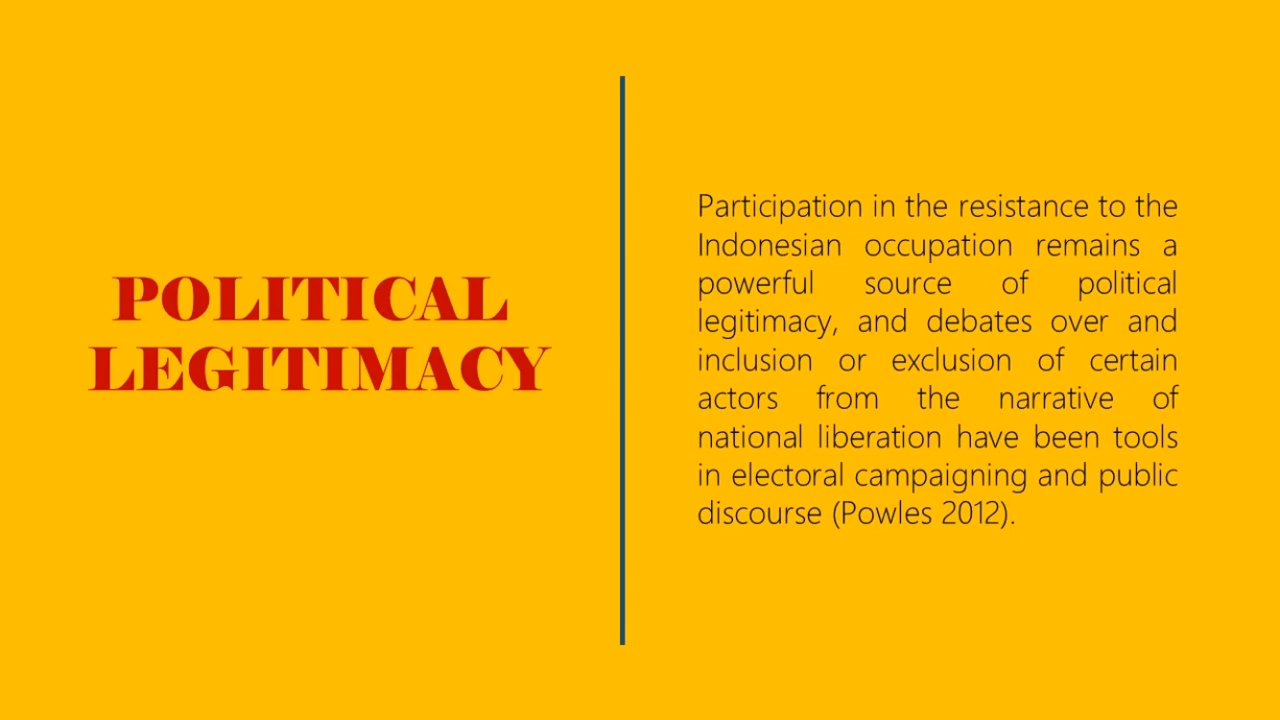 POLITICAL
LEGITIMACY
Participation in the resistance to the
Indonesian occupation remains a
powerful source of political
legitimacy, and debates over and
inclusion or exclusion of certain
actors from the narrative of
national liberation have been tools
in electoral campaigning and public
discourse (Powles 2012).